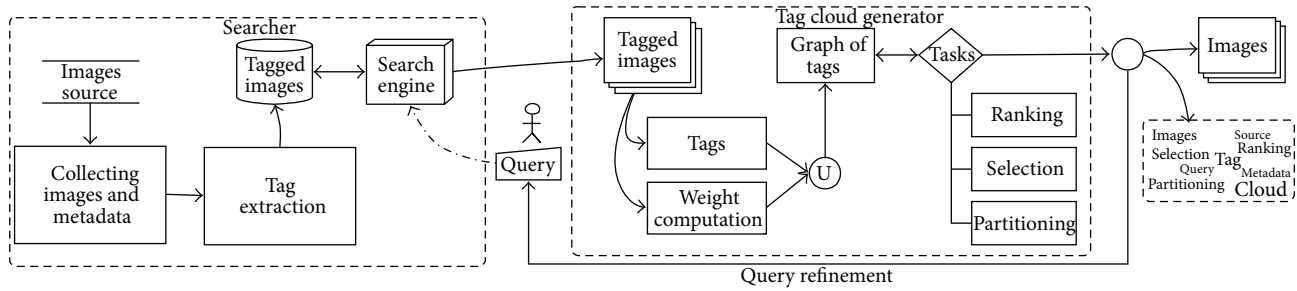 Searcher
Images
source
Tagged
images
Search
engine
Collecting
images and
metadata
Tag
extraction
Query
Tag cloud generator
Tagged
images
Tags
Weight
computation
U
Graph of
tags
Tasks
Ranking
Selection
Partitioning
Images
Images
Source
Selection
Tag
Ranking
Query
Metadata
Partitioning
Cloud
Query refinement